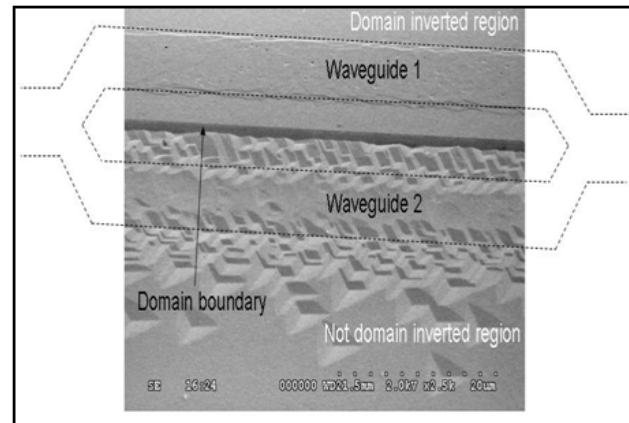 Domain inverted region
Waveguide 1
Waveguide 2
Domain boundary
Not domain inverted region
SE 16:24 000000 WD21.5mm 2.0kV x2.5k 20um